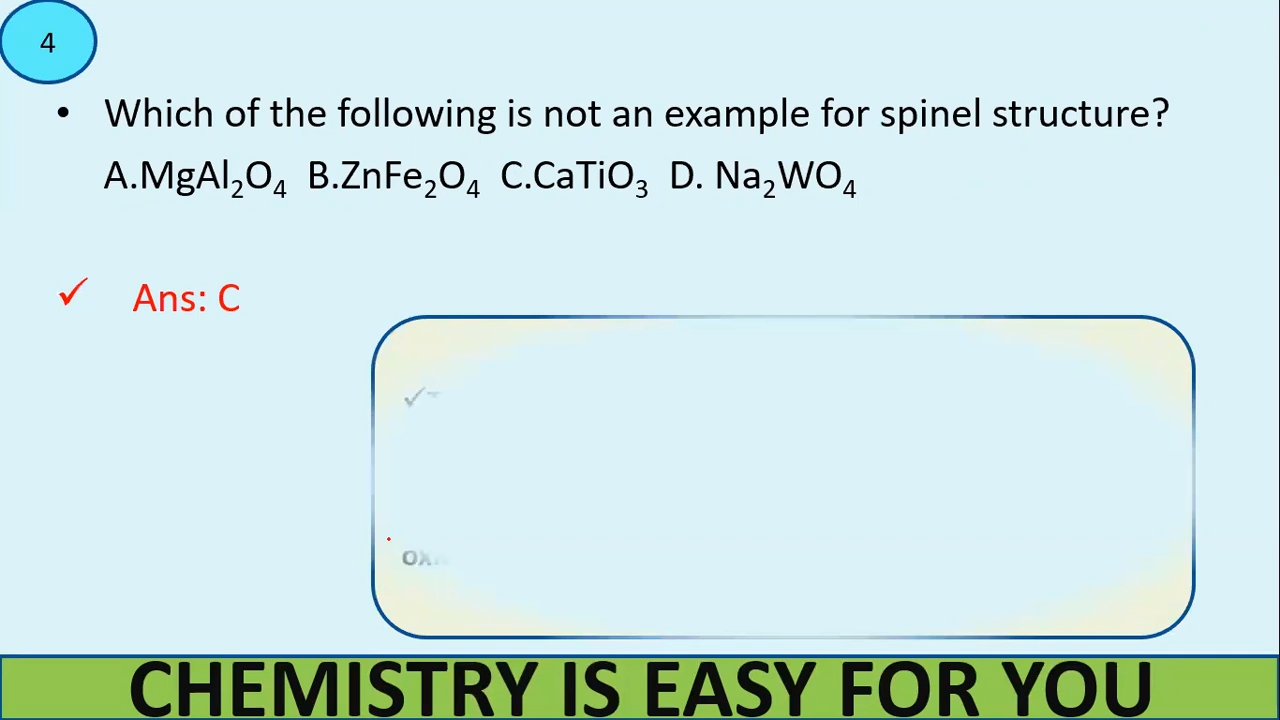 4
• Which of the following is not an example for spinel structure?
A.MgAl₂O₄ B.ZnFe₂O₄ C.CaTiO₃ D. Na₂WO₄
✓ Ans: C
CHEMISTRY IS EASY FOR YOU